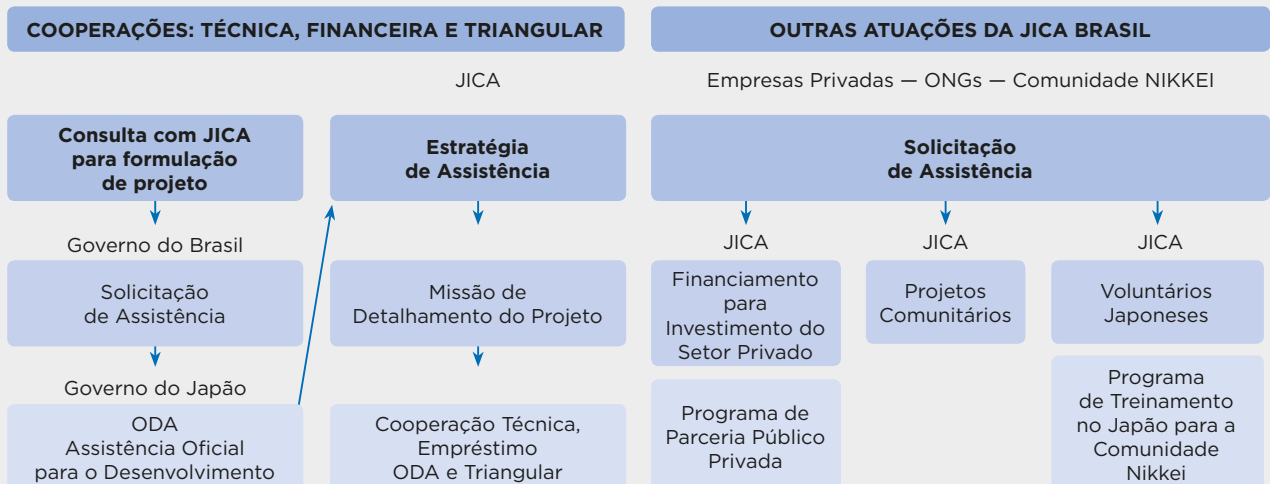 COOPERAÇÕES: TÉCNICA, FINANCEIRA E TRIANGULAR
JICA
Consulta com JICA
para formulação
de projeto
Governo do Brasil
Solicitação
de Assistência
Governo do Japão
ODA
Assistência Oficial
para o Desenvolvimento
Estratégia
de Assistência
Missão de
Detalhamento do Projeto
Cooperação Técnica,
Empréstimo
ODA e Triangular
OUTRAS ATUAÇÕES DA JICA BRASIL
Empresas Privadas — ONGs — Comunidade NIKKEI
Solicitação
de Assistência
JICA
Financiamento
para
Investimento do
Setor Privado
Programa de
Parceria Público
Privada
JICA
Projetos
Comunitários
JICA
Voluntários
Japoneses
Programa
de Treinamento
no Japão para a
Comunidade
Nikkei